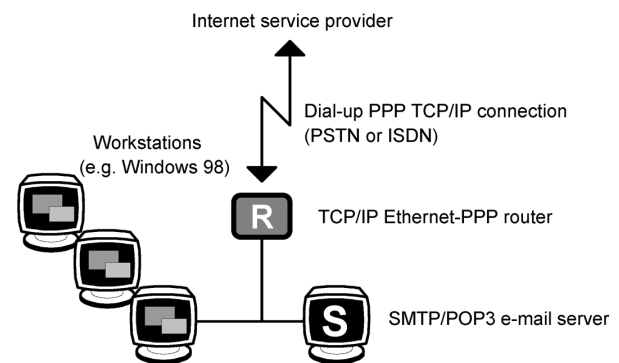 Internet service provider
Dial-up PPP TCP/IP connection
(PSTN or ISDN)
Workstations
(e.g. Windows 98)
R
TCP/IP Ethernet-PPP router
S
SMTP/POP3 e-mail server